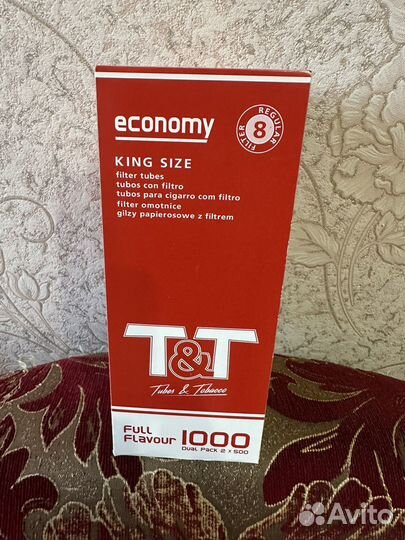 economy
REGULAR
8
FILTER
KING SIZE
filter tubes
tubos con filtro
tubos para cigarro com filtro
filter omotnice
gilzy papierosowe z filtrem
T&T
Tubes & Tobacco
Full
Flavour 1000
Dual Pack 2 x 500
Avito